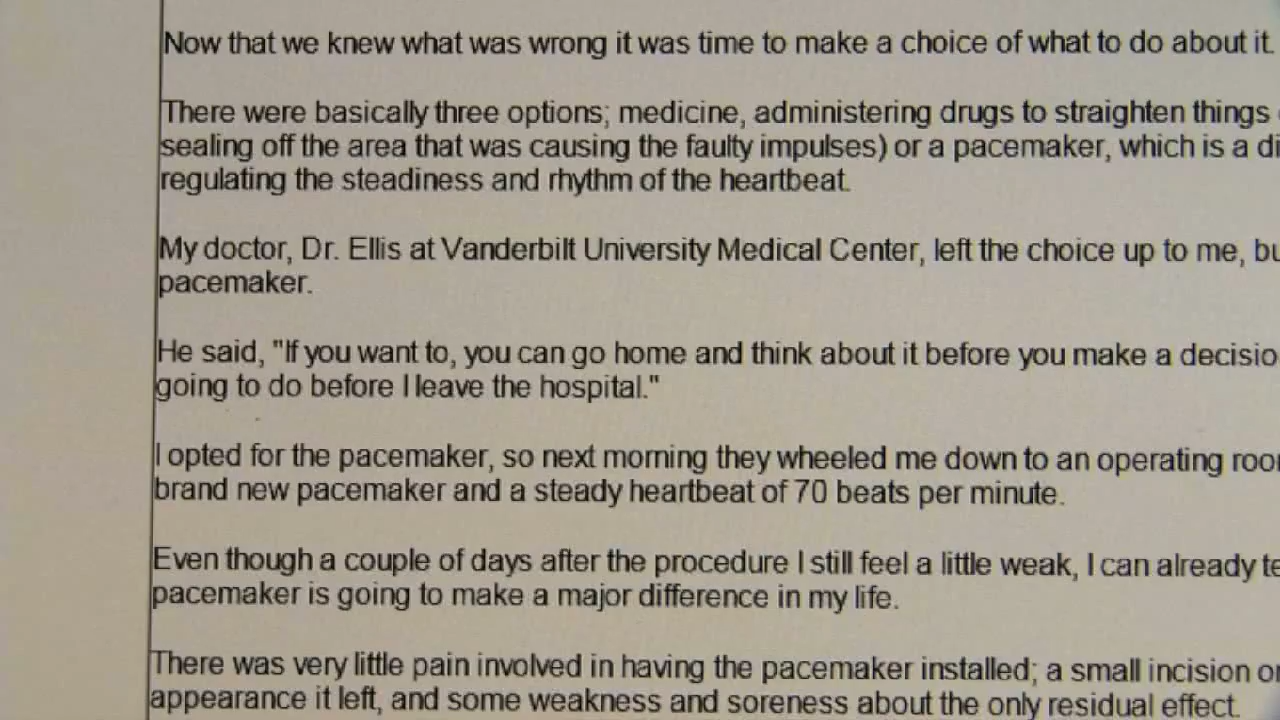 Now that we knew what was wrong it was time to make a choice of what to do about it.
There were basically three options; medicine, administering drugs to straighten things
sealing off the area that was causing the faulty impulses) or a pacemaker, which is a
regulating the steadiness and rhythm of the heartbeat.
My doctor, Dr. Ellis at Vanderbilt University Medical Center, left the choice up to me,
pacemaker.
He said, "If you want to, you can go home and think about it before you make a
going to do before I leave the hospital."
I opted for the pacemaker, so next morning they wheeled me down to an operating
brand new pacemaker and a steady heartbeat of 70 beats per minute.
Even though a couple of days after the procedure I still feel a little weak, I can already
pacemaker is going to make a major difference in my life.
There was very little pain involved in having the pacemaker installed; a small incision
appearance it left, and some weakness and soreness about the only residual effect.